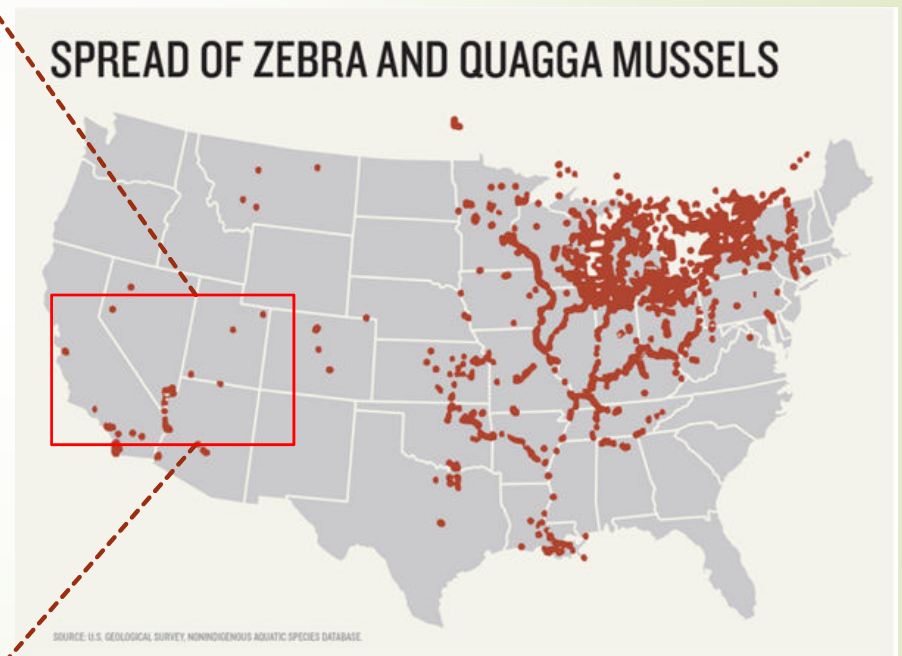 SPREAD OF ZEBRA AND QUAGGA MUSSELS
SOURCE: U.S. GEOLOGICAL SURVEY, NONINDIGENOUS AQUATIC SPECIES DATABASE.